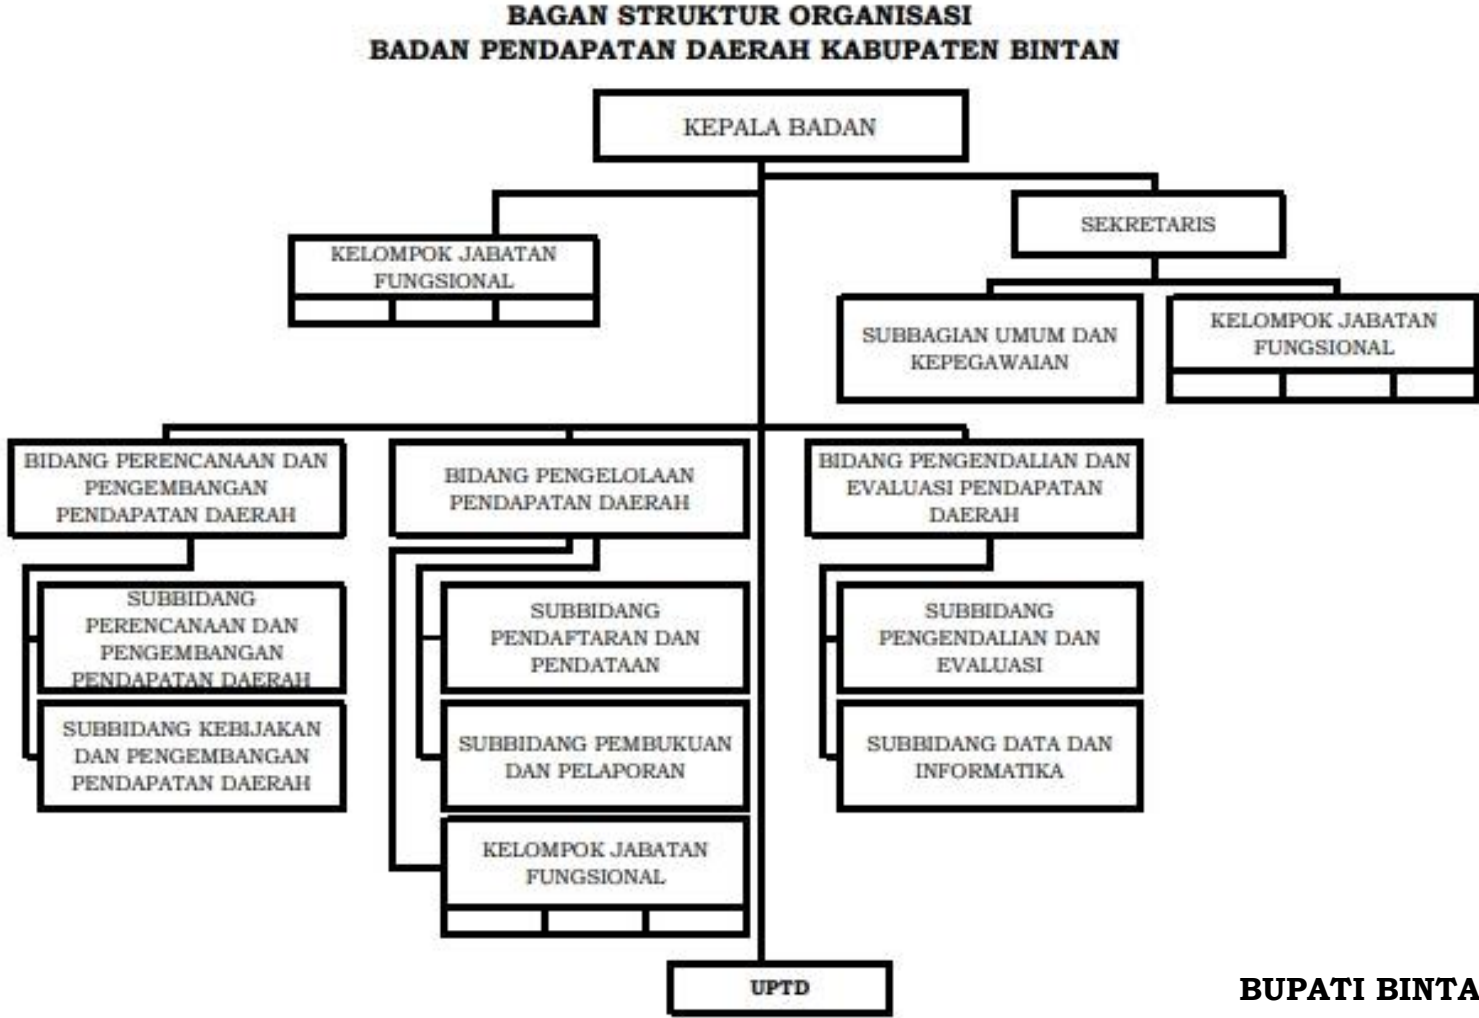 BAGAN STRUKTUR ORGANISASI
BADAN PENDAPATAN DAERAH KABUPATEN BINTAN
KEPALA BADAN
SEKRETARIS
KELOMPOK JABATAN
FUNGSIONAL
SUBBAGIAN UMUM DAN
KEPEGAWAIAN
KELOMPOK JABATAN
FUNGSIONAL
BIDANG PERENCANAAN DAN
PENGEMBANGAN
PENDAPATAN DAERAH
BIDANG PENGELOLAAN
PENDAPATAN DAERAH
BIDANG PENGENDALIAN DAN
EVALUASI PENDAPATAN
DAERAH
SUBBIDANG
PERENCANAAN DAN
PENGEMBANGAN
PENDAPATAN DAERAH
SUBBIDANG
PENDAFTARAN DAN
PENDATAAN
SUBBIDANG
PENGENDALIAN DAN
EVALUASI
SUBBIDANG KEBIJAKAN
DAN PENGEMBANGAN
PENDAPATAN DAERAH
SUBBIDANG PEMBUKUAN
DAN PELAPORAN
SUBBIDANG DATA DAN
INFORMATIKA
KELOMPOK JABATAN
FUNGSIONAL
UPTD
BUPATI BINTA